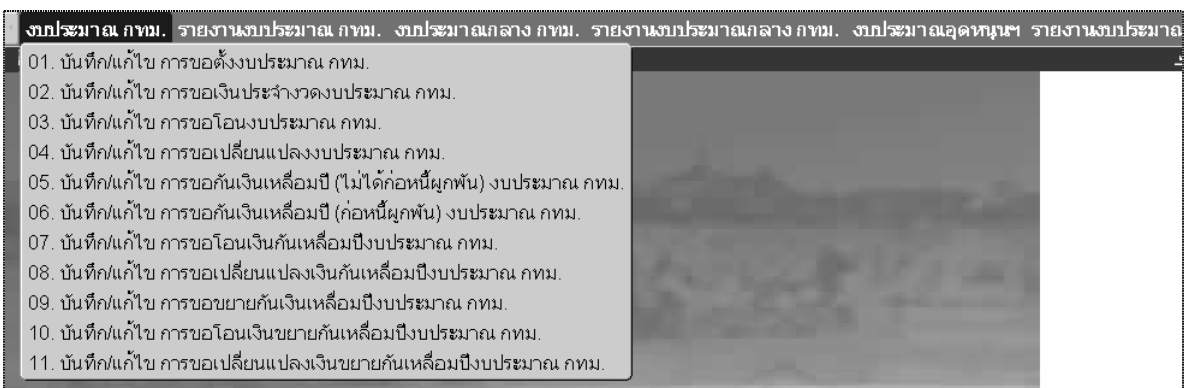 งบประมาณ กทม. รายงานงบประมาณ กทม. งบประมาณกลาง กทม. รายงานงบประมาณกลาง กทม. งบประมาณอุดหนุนฯ รายงานงบประมาณ
01. บันทึก/แก้ไข การขอตั้งงบประมาณ กทม.
02. บันทึก/แก้ไข การขอเงินประจำงวดงบประมาณ กทม.
03. บันทึก/แก้ไข การขอโอนงบประมาณ กทม.
04. บันทึก/แก้ไข การขอเปลี่ยนแปลงงบประมาณ กทม.
05. บันทึก/แก้ไข การขอกันเงินเหลื่อมปี (ไม่ได้ก่อหนี้ผูกพัน) งบประมาณ กทม.
06. บันทึก/แก้ไข การขอกันเงินเหลื่อมปี (ก่อหนี้ผูกพัน) งบประมาณ กทม.
07. บันทึก/แก้ไข การขอโอนเงินกันเหลื่อมปีงบประมาณ กทม.
08. บันทึก/แก้ไข การขอเปลี่ยนแปลงเงินกันเหลื่อมปีงบประมาณ กทม.
09. บันทึก/แก้ไข การขอขยายกันเงินเหลื่อมปีงบประมาณ กทม.
10. บันทึก/แก้ไข การขอโอนเงินขยายกันเหลื่อมปีงบประมาณ กทม.
11. บันทึก/แก้ไข การขอเปลี่ยนแปลงเงินขยายกันเหลื่อมปีงบประมาณ กทม.